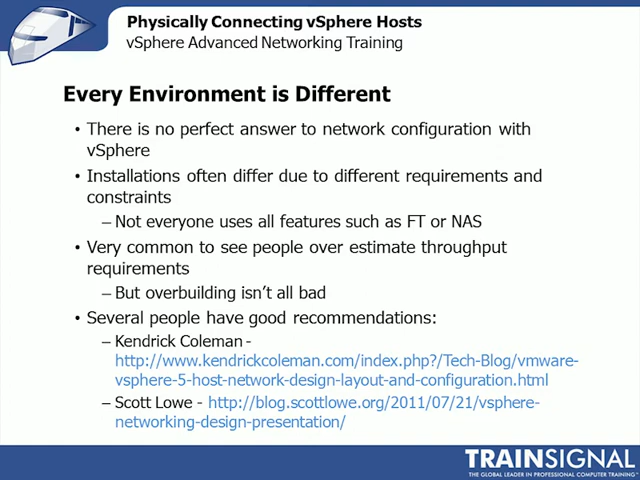 Physically Connecting vSphere Hosts
vSphere Advanced Networking Training
Every Environment is Different
• There is no perfect answer to network configuration with
vSphere
• Installations often differ due to different requirements and
constraints
– Not everyone uses all features such as FT or NAS
• Very common to see people over estimate throughput
requirements
– But overbuilding isn't all bad
• Several people have good recommendations:
– Kendrick Coleman -
http://www.kendrickcoleman.com/index.php?/Tech-Blog/vmware-
vsphere-5-host-network-design-layout-and-configuration.html
– Scott Lowe - http://blog.scottlowe.org/2011/07/21/vsphere-
networking-design-presentation/
TRAINSIGNAL
THE GLOBAL LEADER IN PROFESSIONAL COMPUTER TRAINING